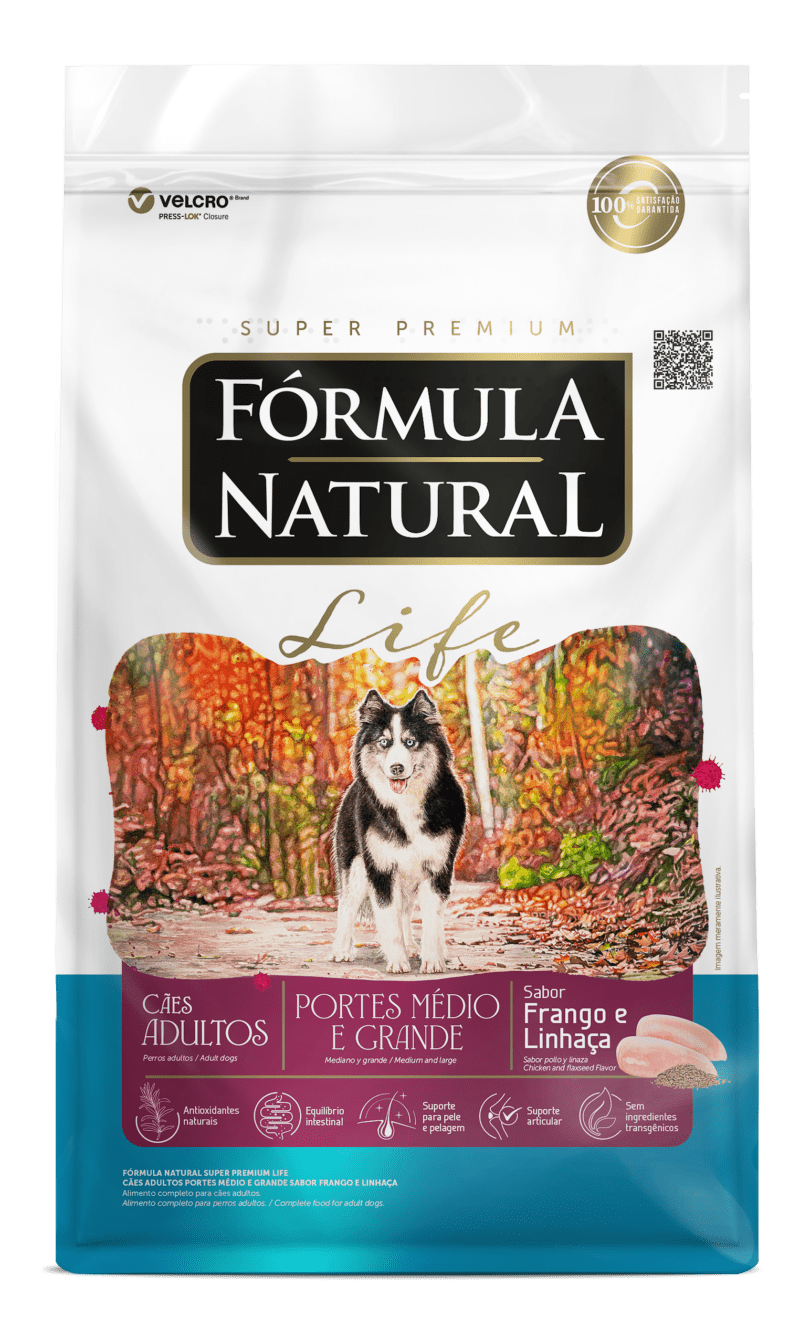 VELCRO® Brand
PRESS-LOK® Closure
100% SATISFAÇÃO
GARANTIDA
SUPER PREMIUM
FÓRMULA
NATURAL
Life
Imagem meramente ilustrativa.
CÃES
ADULTOS
Perros adultos / Adult dogs
PORTES MÉDIO
E GRANDE
Mediano y grande / Medium and large
Sabor
Frango e
Linhaça
Sabor pollo y linaza
Chicken and flaxseed Flavor
Antioxidantes
naturais
Equilíbrio
intestinal
Suporte
para pele
e pelagem
Suporte
articular
Sem
ingredientes
transgênicos
FÓRMULA NATURAL SUPER PREMIUM LIFE
CÃES ADULTOS PORTES MÉDIO E GRANDE SABOR FRANGO E LINHAÇA
Alimento completo para cães adultos.
Alimento completo para perros adultos. / Complete food for adult dogs.